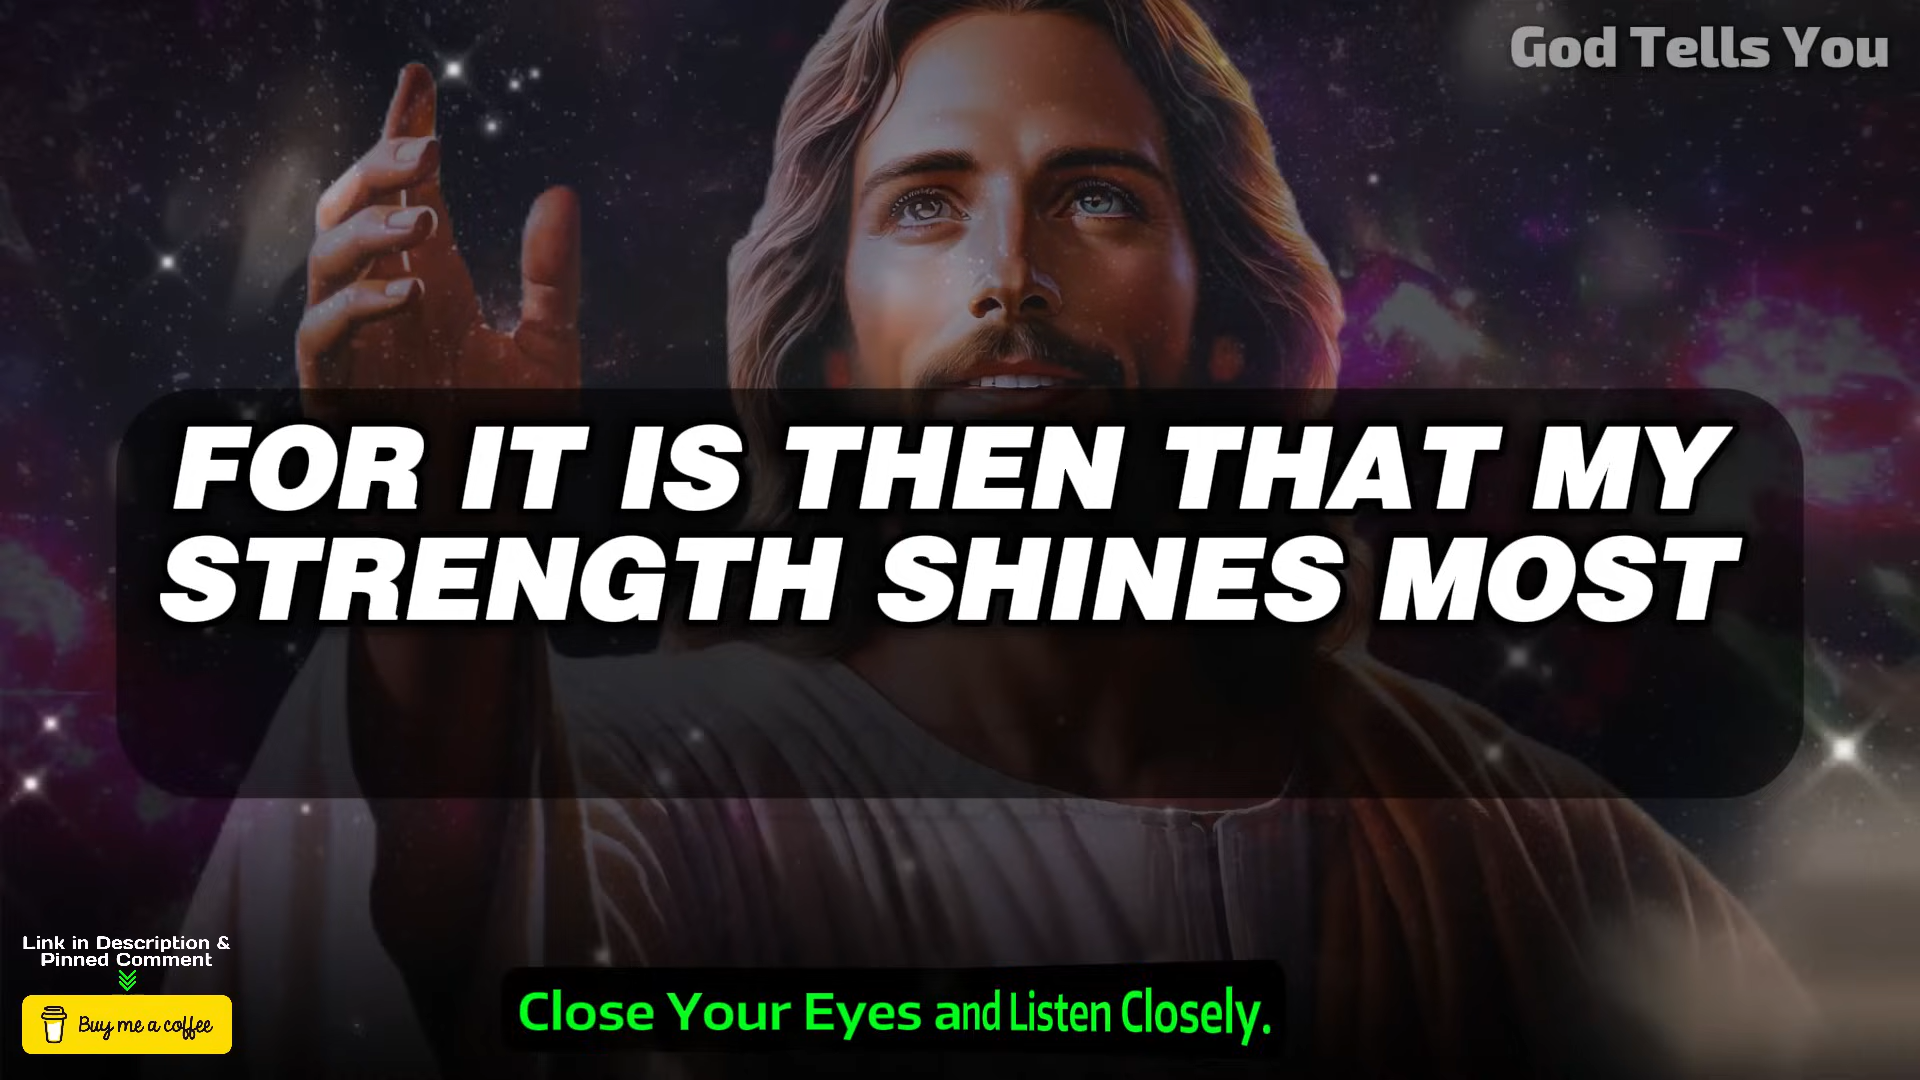 God Tells You
FOR IT IS THEN THAT MY
STRENGTH SHINES MOST
Link in Description &
Pinned Comment
Buy me a coffee
Close Your Eyes and Listen Closely.